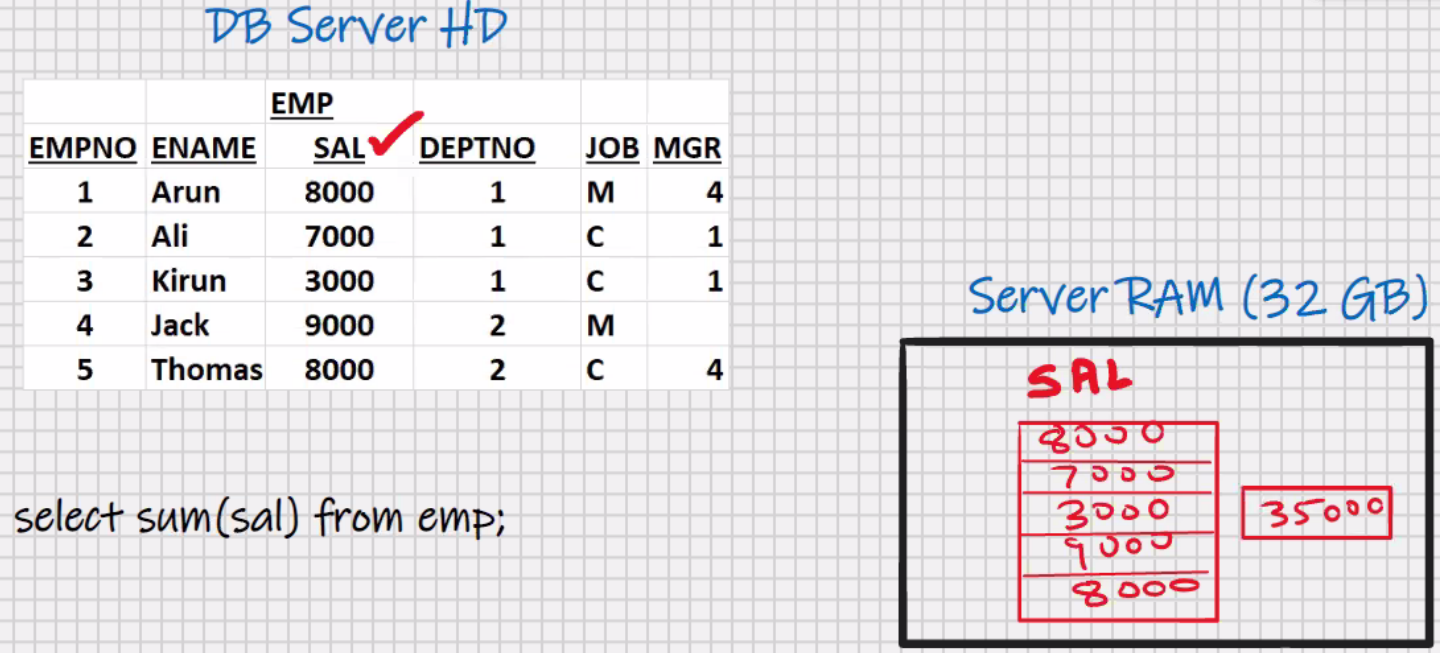 DB Server HD
EMP
EMPNO ENAME SAL DEPTNO JOB MGR
1 Arun 8000 1 M 4
2 Ali 7000 1 C 1
3 Kirun 3000 1 C 1
4 Jack 9000 2 M
5 Thomas 8000 2 C 4
select sum(sal) from emp;
Server RAM (32 GB)
SAL
8000
7000
3000
9000
8000
35000